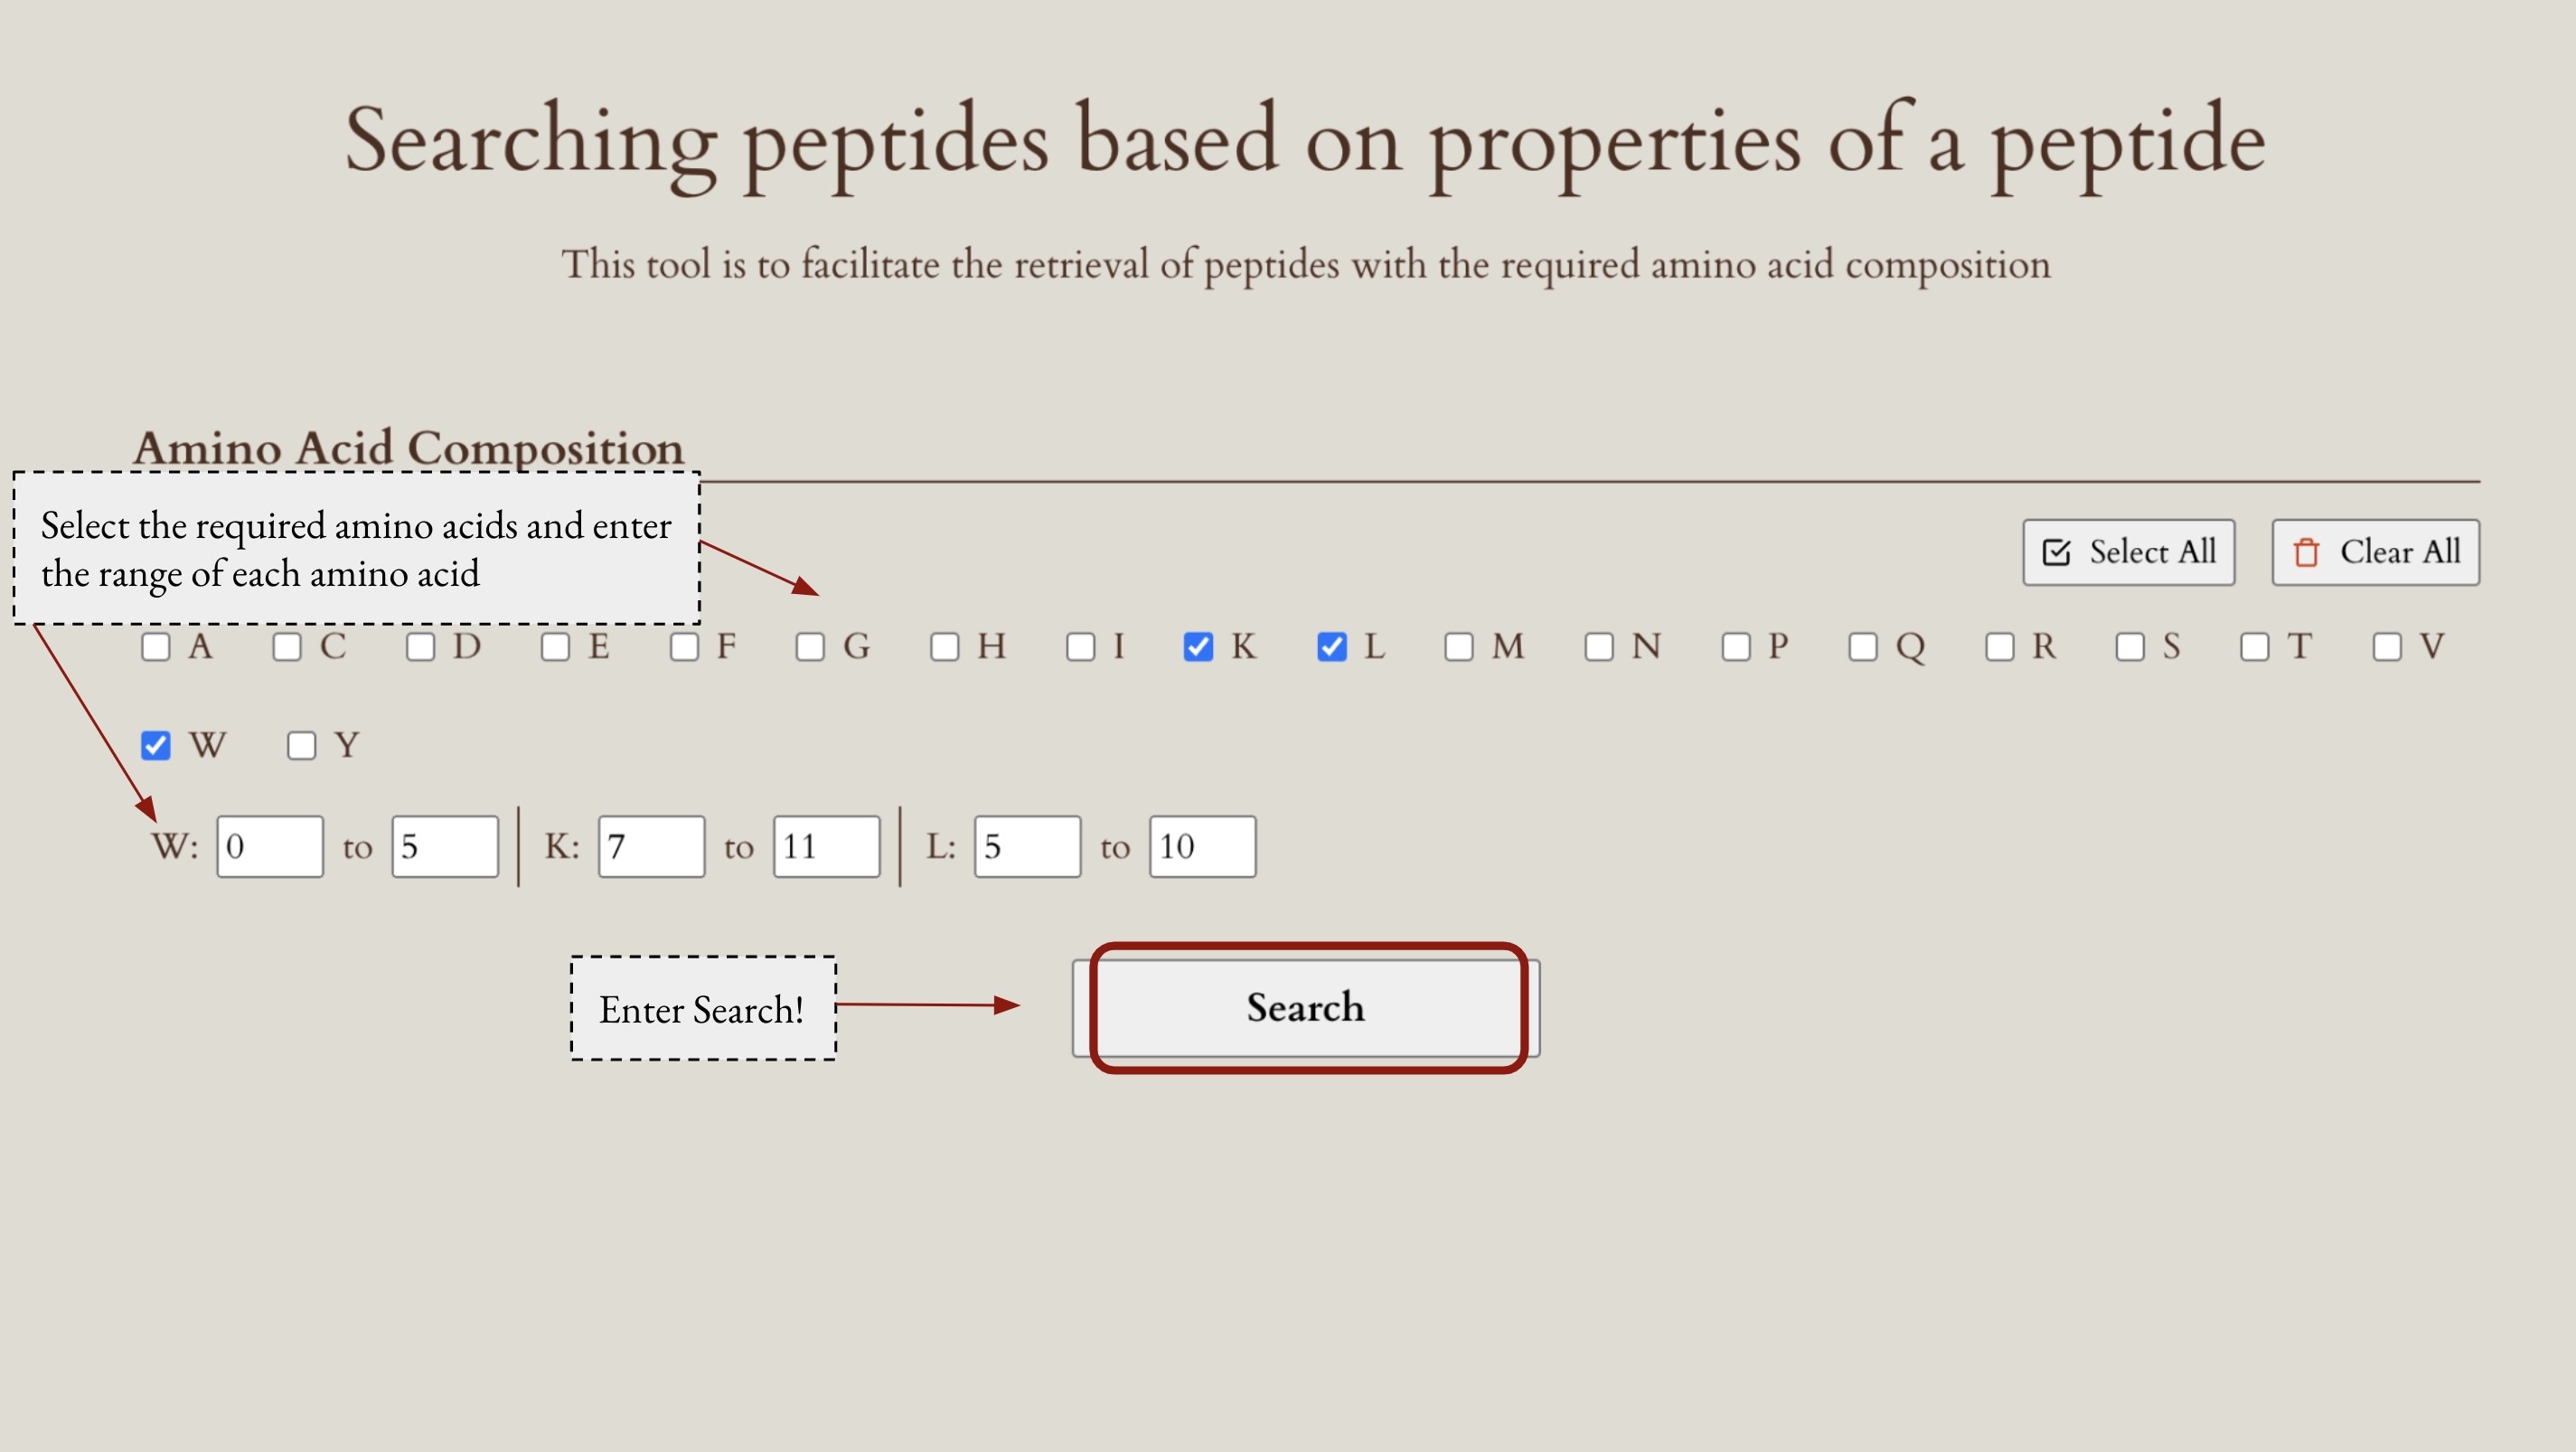 Searching peptides based on properties of a peptide
This tool is to facilitate the retrieval of peptides with the required amino acid composition
Amino Acid Composition
Select the required amino acids and enter
the range of each amino acid
Select All Clear All
A C D E F G H I K L M N P Q R S T V
W Y
W: 0 to 5 K: 7 to 11 L: 5 to 10
Enter Search!
Search